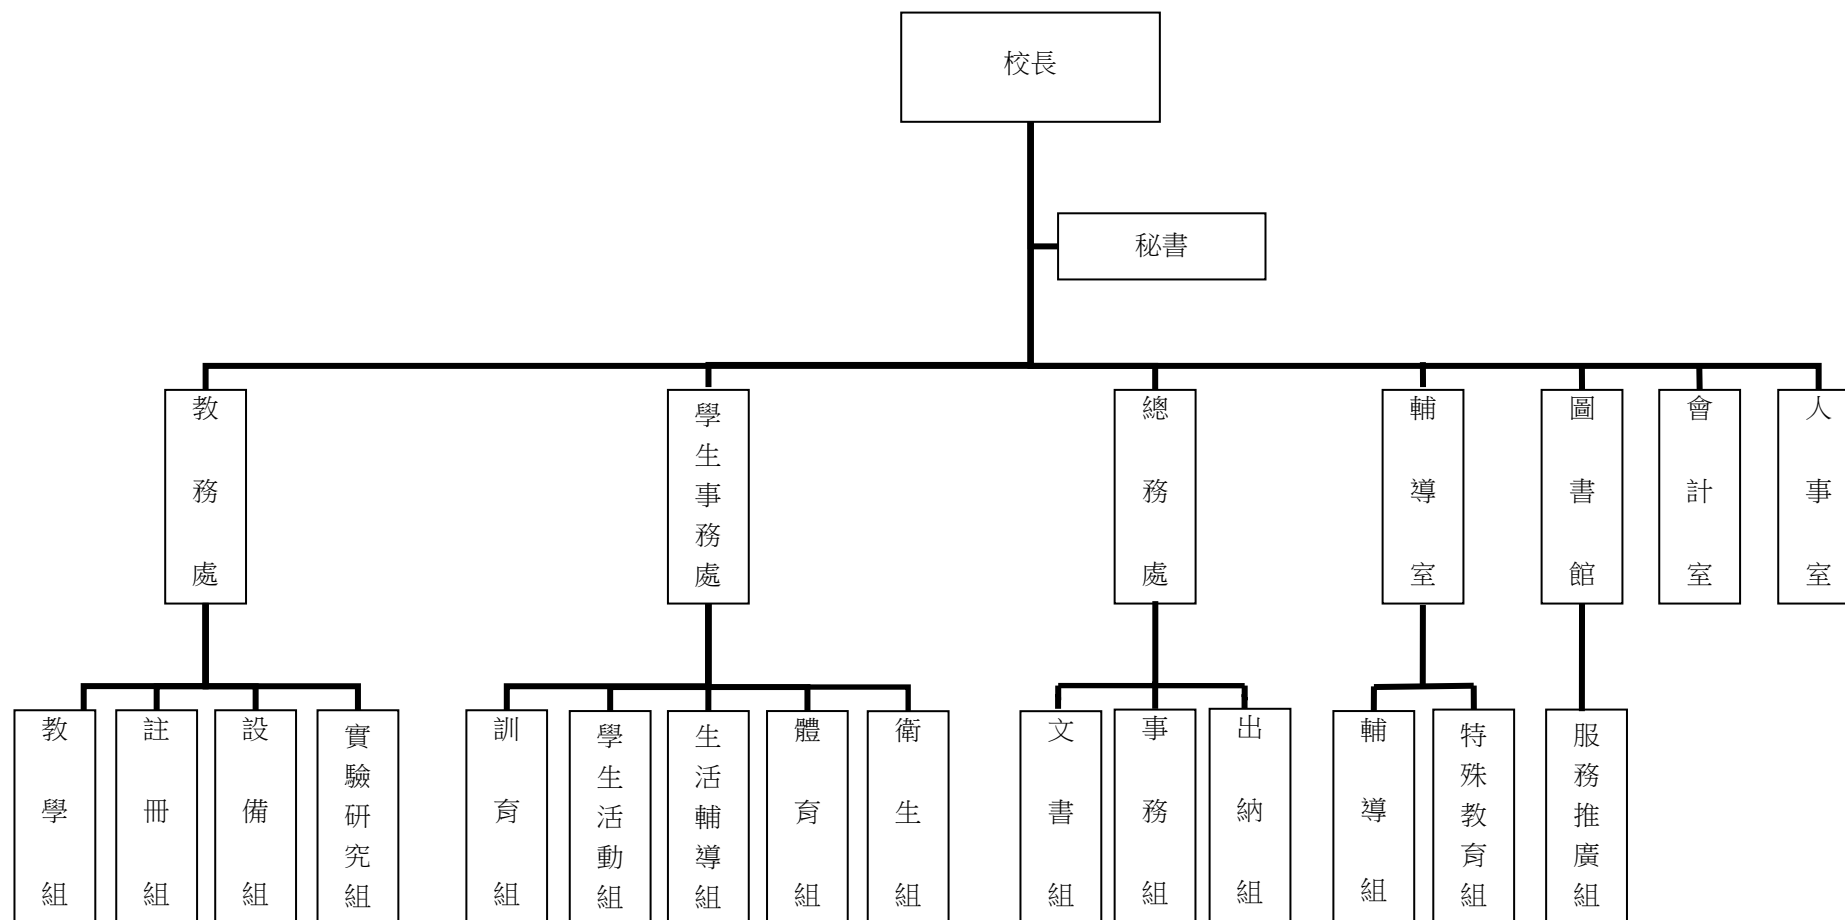 校長
秘書
教務處
學生事務處
總務處
輔導室
圖書館
會計室
人事室
教學組
註冊組
設備組
實驗研究組
訓育組
學生活動組
生活輔導組
體育組
衛生組
文書組
事務組
出納組
輔導組
特殊教育組
服務推廣組